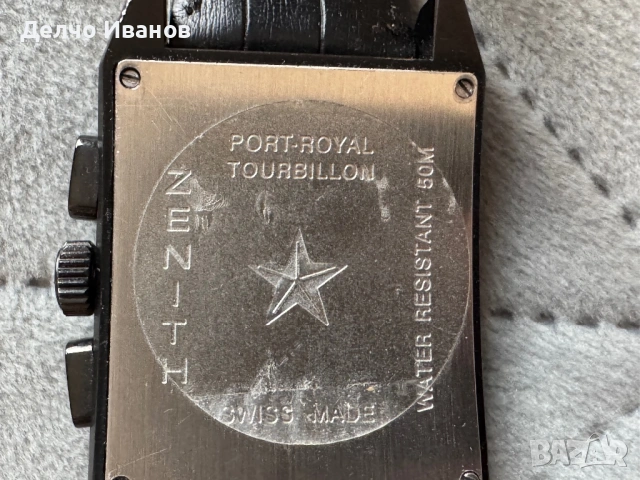 Делчо Иванов
PORT-ROYAL
TOURBILLON
ZENITH
WATER RESISTANT 50M
SWISS MADE
BAZAR